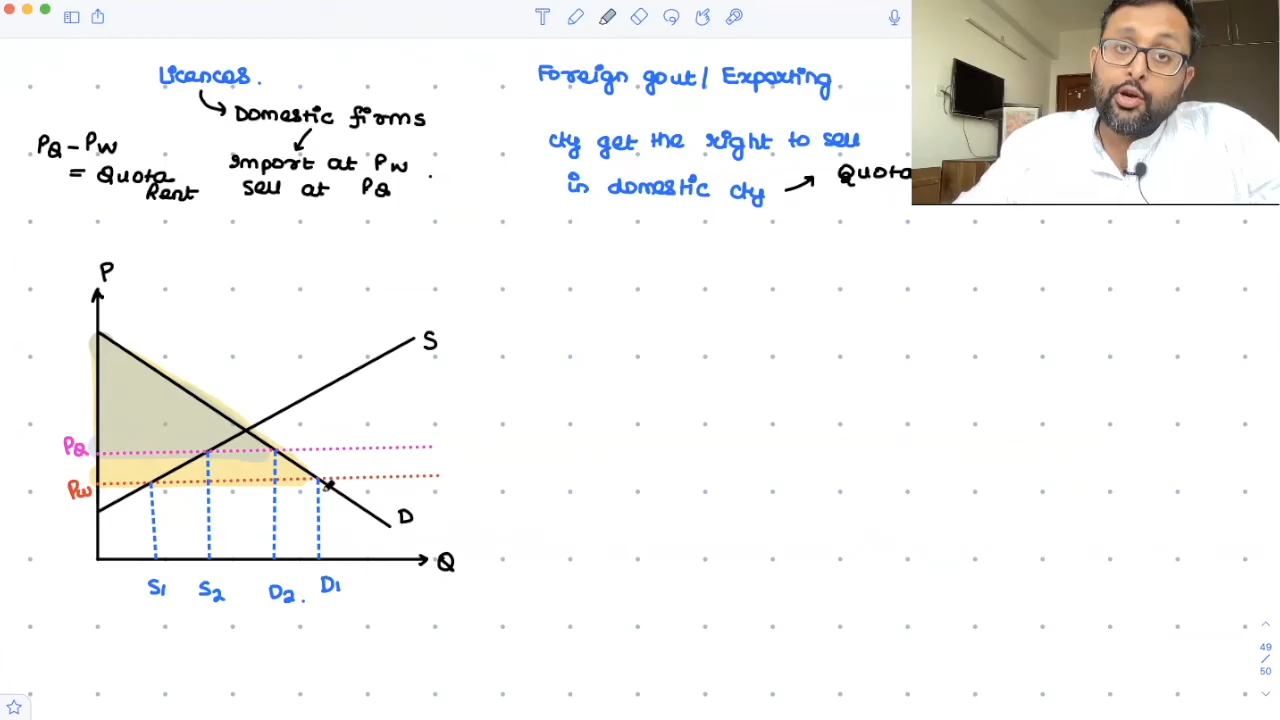 Licences.
Domestic firms
PQ - PW
= Quota
Rent
Import at PW
sell at PQ
Foreign govt / Exporting
cty get the right to sell
in domestic cty → Quota
P
S
PQ
PW
D
Q
S1 S2 D2. D1
49
/
50